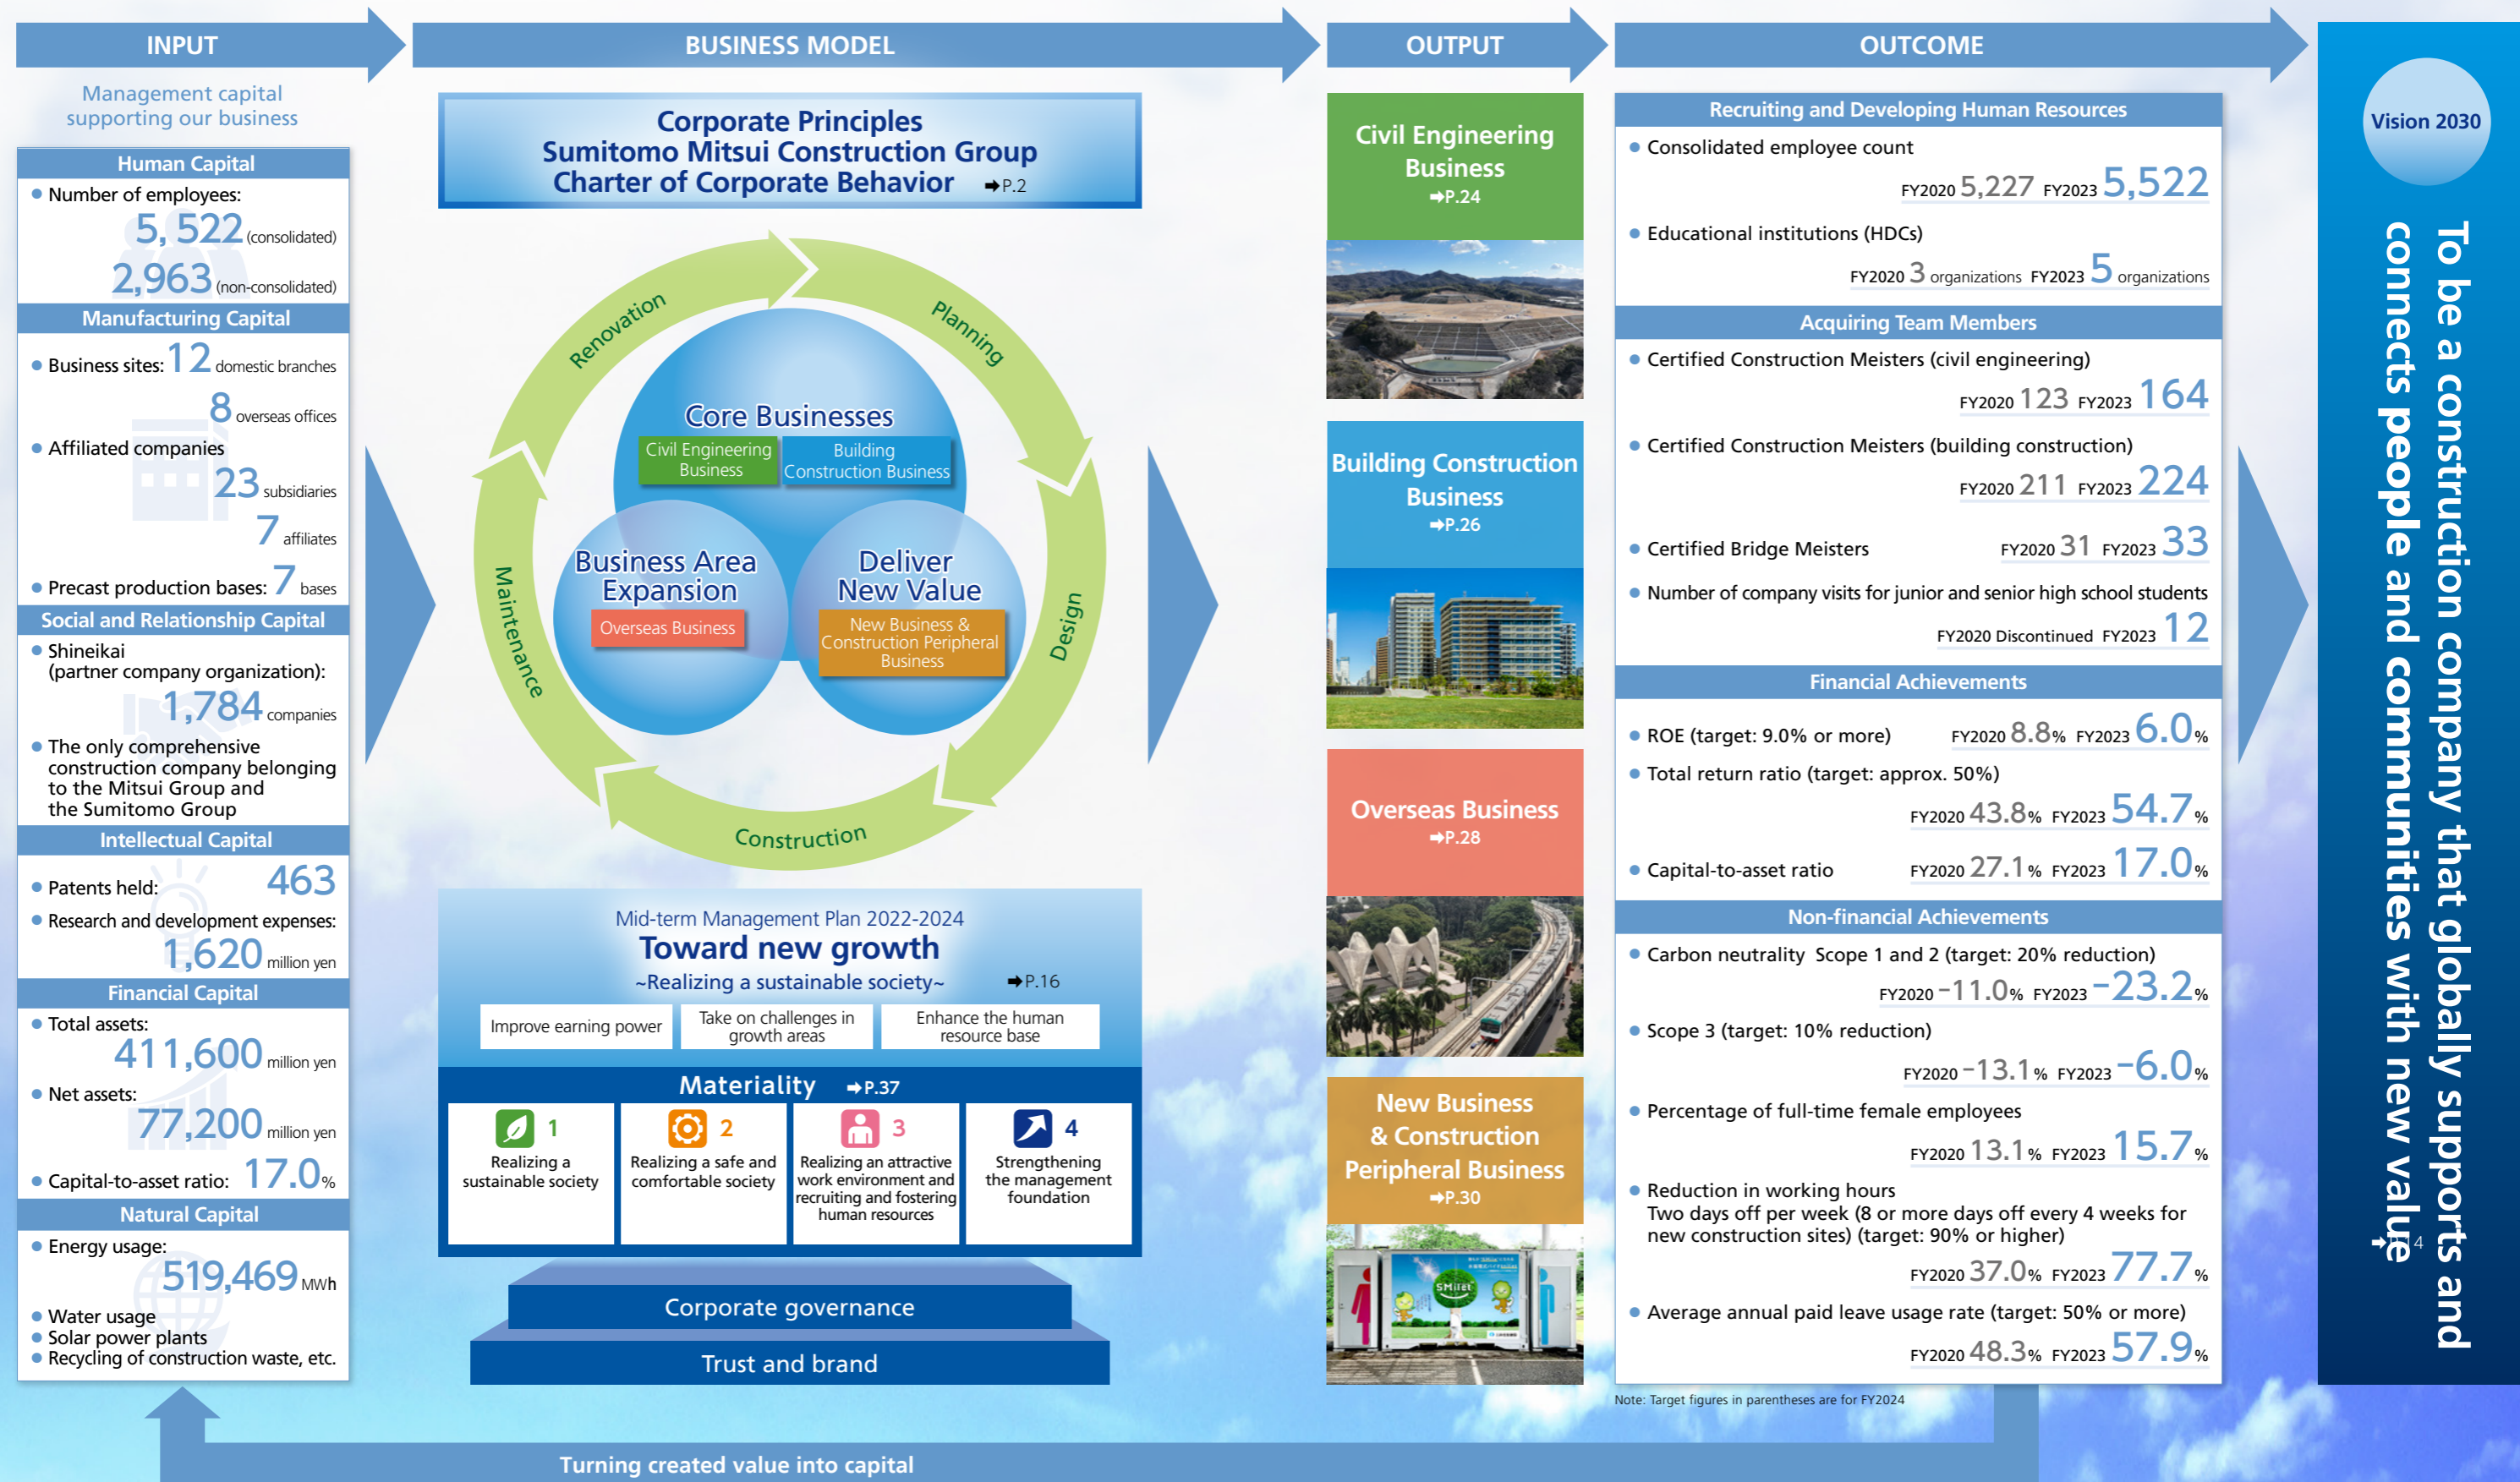 INPUT
Management capital
supporting our business
Human Capital
Number of employees:
5, 522 (consolidated)
2,963 (non-consolidated)
Manufacturing Capital
Business sites: 12 domestic branches
8 overseas offices
Affiliated companies
23 subsidiaries
7 affiliates
Precast production bases: 7 bases
Social and Relationship Capital
Shineikai
(partner company organization):
1,784 companies
The only comprehensive
construction company belonging
to the Mitsui Group and
the Sumitomo Group
Intellectual Capital
Patents held: 463
Research and development expenses:
1,620 million yen
Financial Capital
Total assets:
411,600 million yen
Net assets:
77,200 million yen
Capital-to-asset ratio: 17.0%
Natural Capital
Energy usage:
519,469 MWh
Water usage
Solar power plants
Recycling of construction waste, etc.
BUSINESS MODEL
Corporate Principles
Sumitomo Mitsui Construction Group
Charter of Corporate Behavior ➡P.2
Renovation
Planning
Design
Construction
Maintenance
Core Businesses
Civil Engineering
Business
Building
Construction Business
Business Area
Expansion
Overseas Business
Deliver
New Value
New Business &
Construction Peripheral
Business
Mid-term Management Plan 2022-2024
Toward new growth
~Realizing a sustainable society~ ➡P.16
Improve earning power
Take on challenges in
growth areas
Enhance the human
resource base
Materiality ➡P.37
1
Realizing a
sustainable society
2
Realizing a safe and
comfortable society
3
Realizing an attractive
work environment and
recruiting and fostering
human resources
4
Strengthening
the management
foundation
Corporate governance
Trust and brand
OUTPUT
Civil Engineering
Business
➡P.24
Building Construction
Business
➡P.26
Overseas Business
➡P.28
New Business
& Construction
Peripheral Business
➡P.30
SMilet
OUTCOME
Recruiting and Developing Human Resources
Consolidated employee count
FY2020 5,227 FY2023 5,522
Educational institutions (HDCs)
FY2020 3 organizations FY2023 5 organizations
Acquiring Team Members
Certified Construction Meisters (civil engineering)
FY2020 123 FY2023 164
Certified Construction Meisters (building construction)
FY2020 211 FY2023 224
Certified Bridge Meisters FY2020 31 FY2023 33
Number of company visits for junior and senior high school students
FY2020 Discontinued FY2023 12
Financial Achievements
ROE (target: 9.0% or more) FY2020 8.8% FY2023 6.0%
Total return ratio (target: approx. 50%)
FY2020 43.8% FY2023 54.7%
Capital-to-asset ratio FY2020 27.1% FY2023 17.0%
Non-financial Achievements
Carbon neutrality Scope 1 and 2 (target: 20% reduction)
FY2020 -11.0% FY2023 -23.2%
Scope 3 (target: 10% reduction)
FY2020 -13.1% FY2023 -6.0%
Percentage of full-time female employees
FY2020 13.1% FY2023 15.7%
Reduction in working hours
Two days off per week (8 or more days off every 4 weeks for
new construction sites) (target: 90% or higher)
FY2020 37.0% FY2023 77.7%
Average annual paid leave usage rate (target: 50% or more)
FY2020 48.3% FY2023 57.9%
Note: Target figures in parentheses are for FY2024
Vision 2030
To be a construction company that globally supports and
connects people and communities with new value
Turning created value into capital